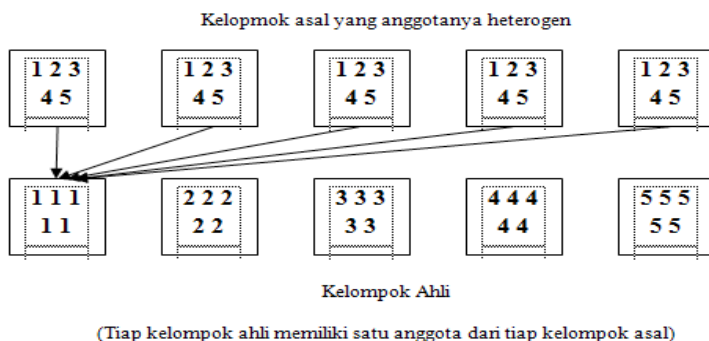 Kelopmok asal yang anggotanya heterogen
1 2 3 1 2 3 1 2 3 1 2 3 1 2 3
4 5 4 5 4 5 4 5 4 5
1 1 1 2 2 2 3 3 3 4 4 4 5 5 5
1 1 2 2 3 3 4 4 5 5
Kelompok Ahli
(Tiap kelompok ahli memiliki satu anggota dari tiap kelompok asal)